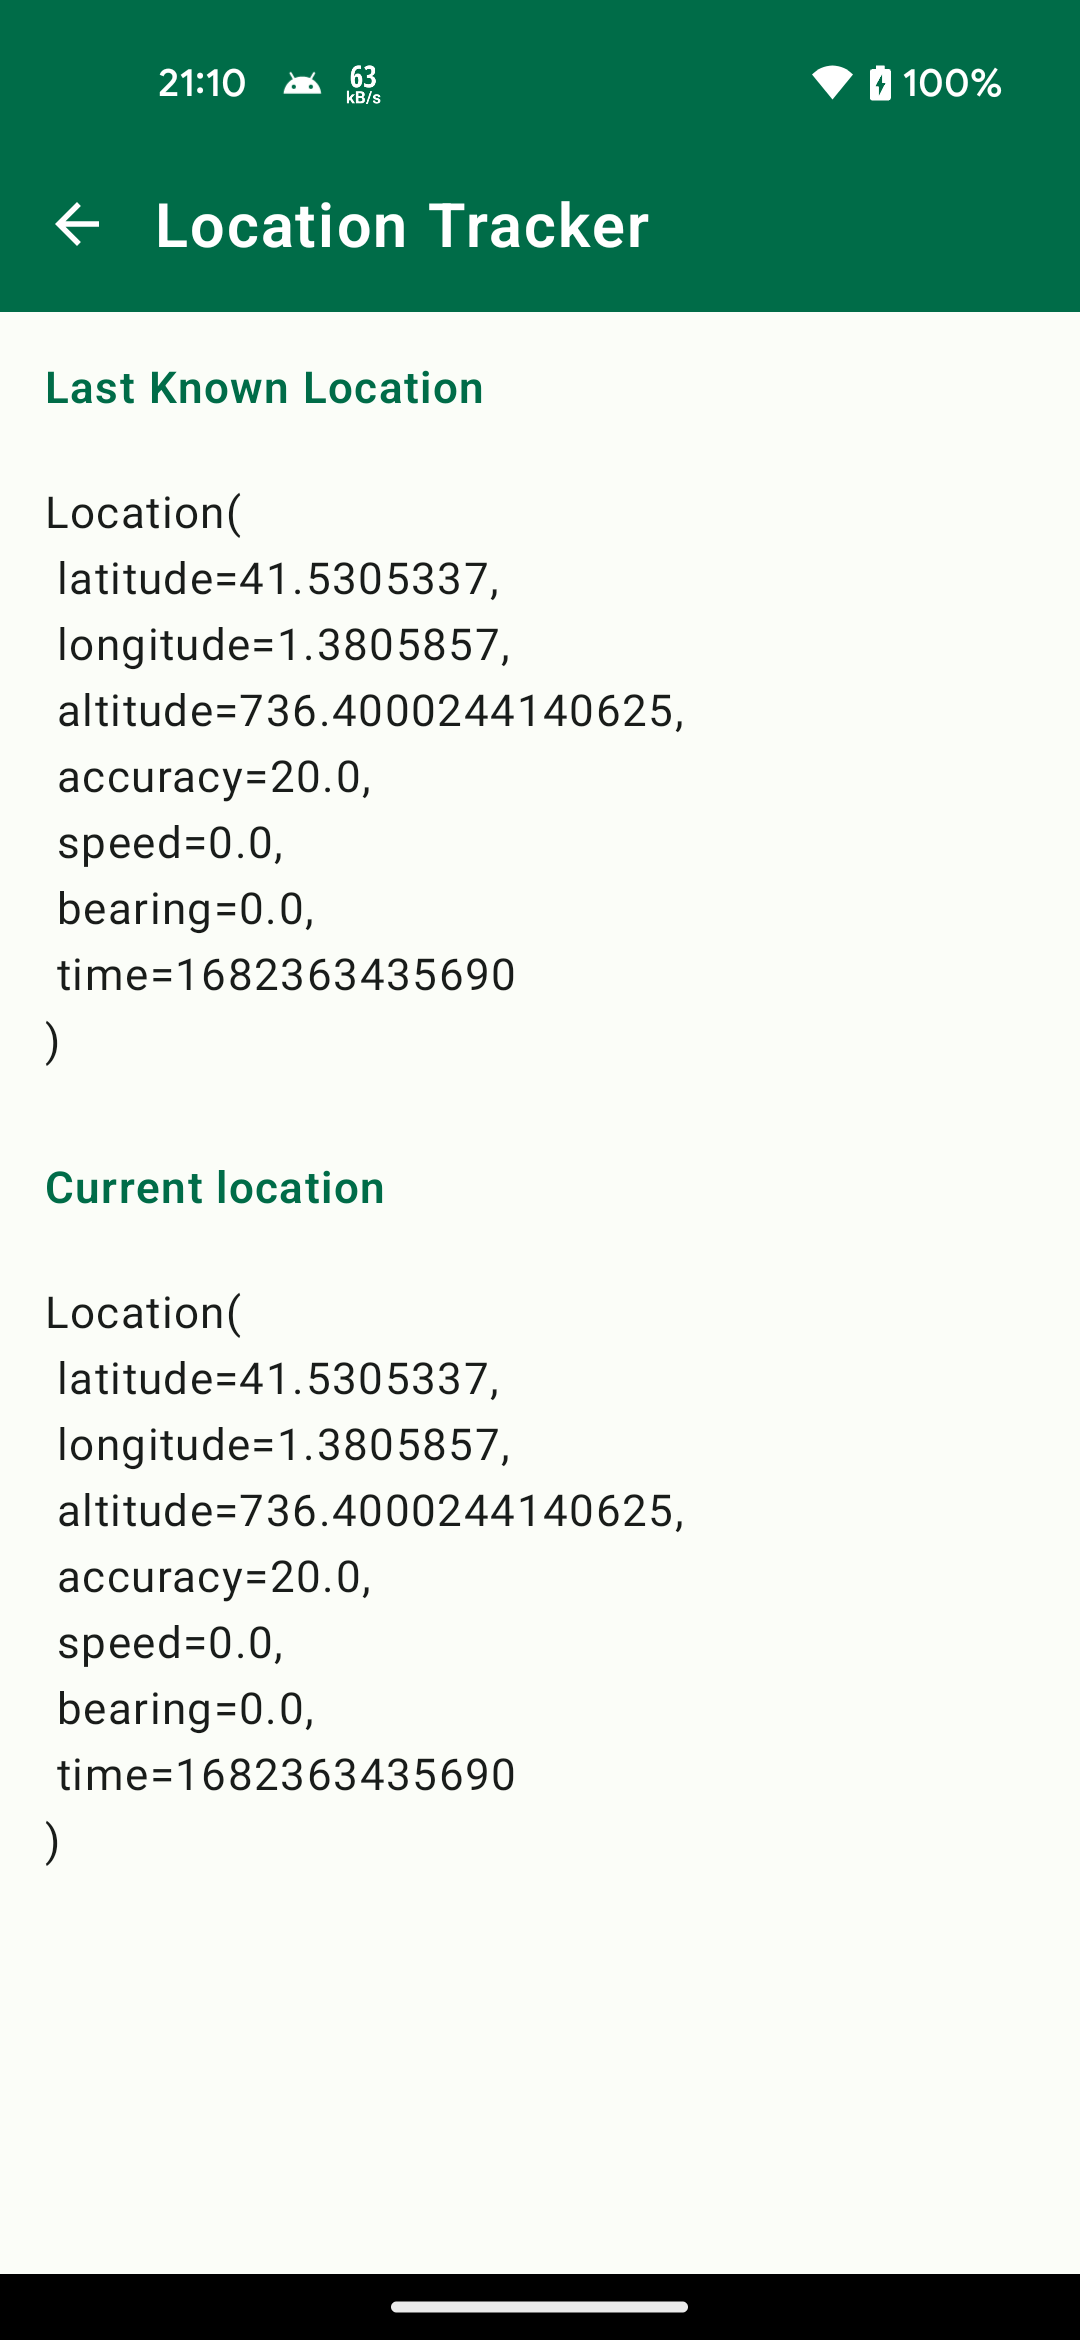 21:10 63 kB/s 100%
Location Tracker
Last Known Location
Location(
latitude=41.5305337,
longitude=1.3805857,
altitude=736.4000244140625,
accuracy=20.0,
speed=0.0,
bearing=0.0,
time=1682363435690
)
Current location
Location(
latitude=41.5305337,
longitude=1.3805857,
altitude=736.4000244140625,
accuracy=20.0,
speed=0.0,
bearing=0.0,
time=1682363435690
)